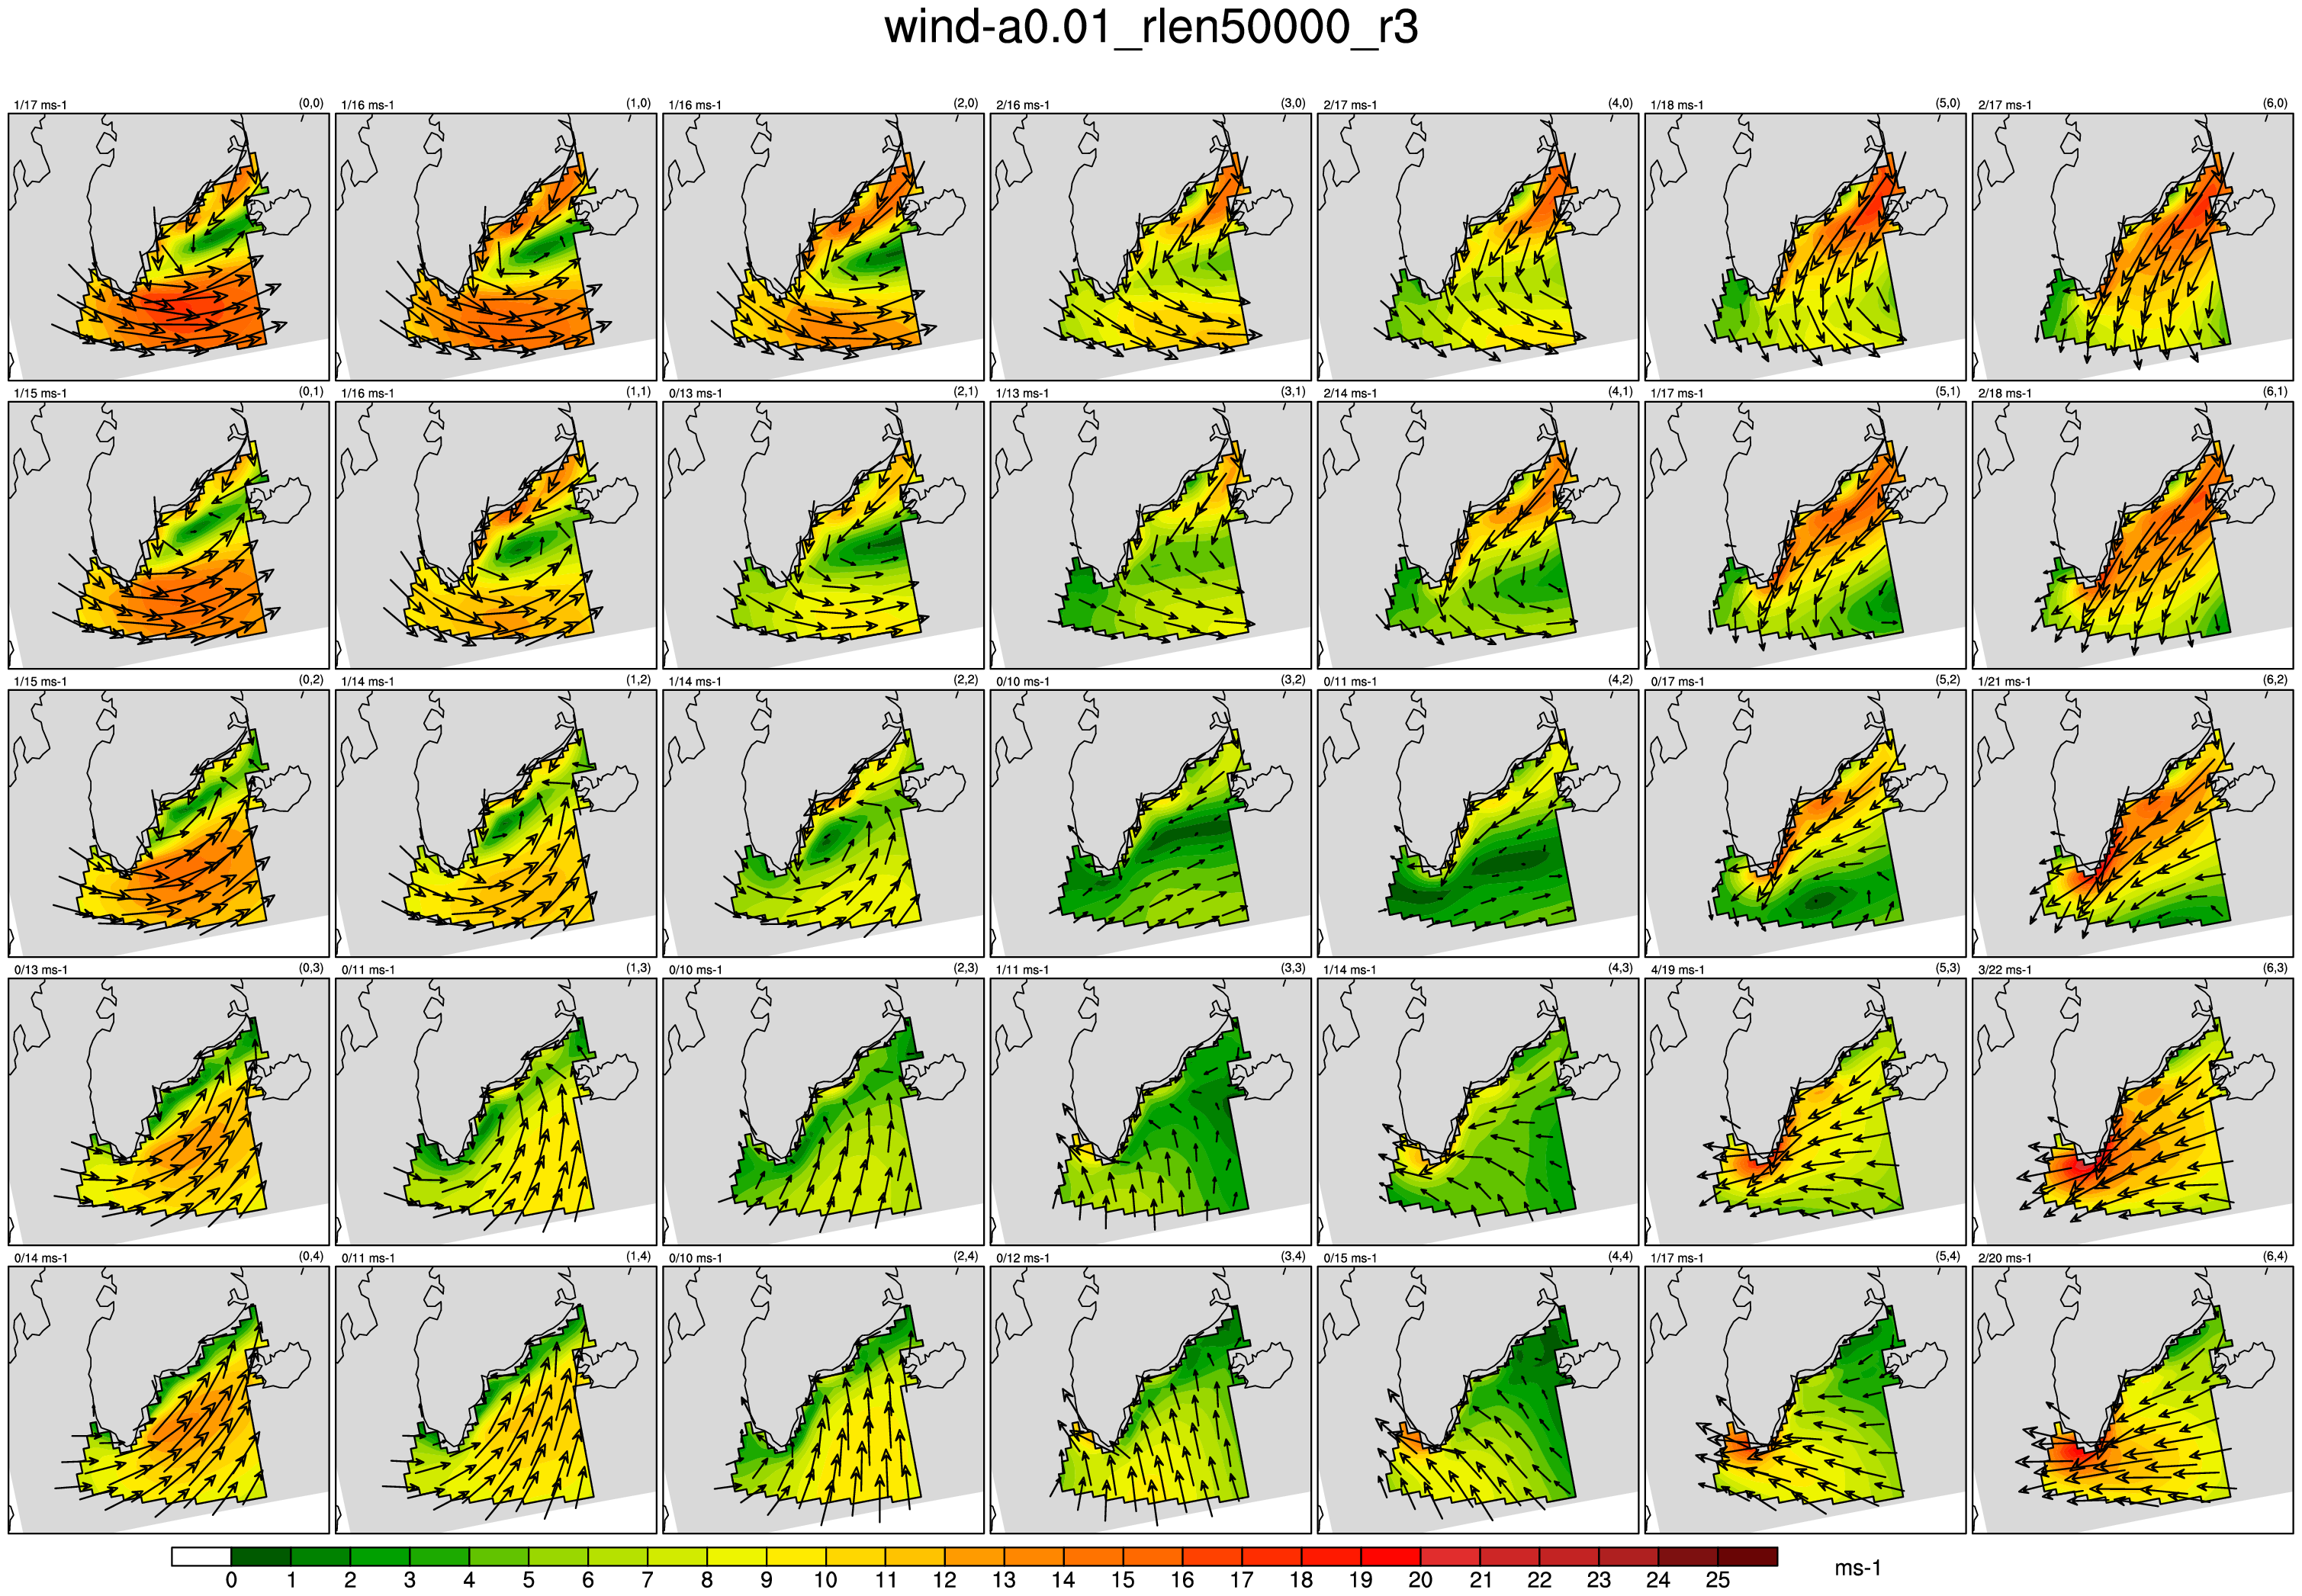 wind-a0.01_rlen50000_r3
1/17 ms-1 (0,0) 1/16 ms-1 (1,0) 1/16 ms-1 (2,0) 2/16 ms-1 (3,0) 2/17 ms-1 (4,0) 1/18 ms-1 (5,0) 2/17 ms-1 (6,0)
1/15 ms-1 (0,1) 1/16 ms-1 (1,1) 0/13 ms-1 (2,1) 1/13 ms-1 (3,1) 2/14 ms-1 (4,1) 1/17 ms-1 (5,1) 2/18 ms-1 (6,1)
1/15 ms-1 (0,2) 1/14 ms-1 (1,2) 1/14 ms-1 (2,2) 0/10 ms-1 (3,2) 0/11 ms-1 (4,2) 0/17 ms-1 (5,2) 1/21 ms-1 (6,2)
0/13 ms-1 (0,3) 0/11 ms-1 (1,3) 0/10 ms-1 (2,3) 1/11 ms-1 (3,3) 1/14 ms-1 (4,3) 4/19 ms-1 (5,3) 3/22 ms-1 (6,3)
0/14 ms-1 (0,4) 0/11 ms-1 (1,4) 0/10 ms-1 (2,4) 0/12 ms-1 (3,4) 0/15 ms-1 (4,4) 1/17 ms-1 (5,4) 2/20 ms-1 (6,4)
0 1 2 3 4 5 6 7 8 9 10 11 12 13 14 15 16 17 18 19 20 21 22 23 24 25 ms-1